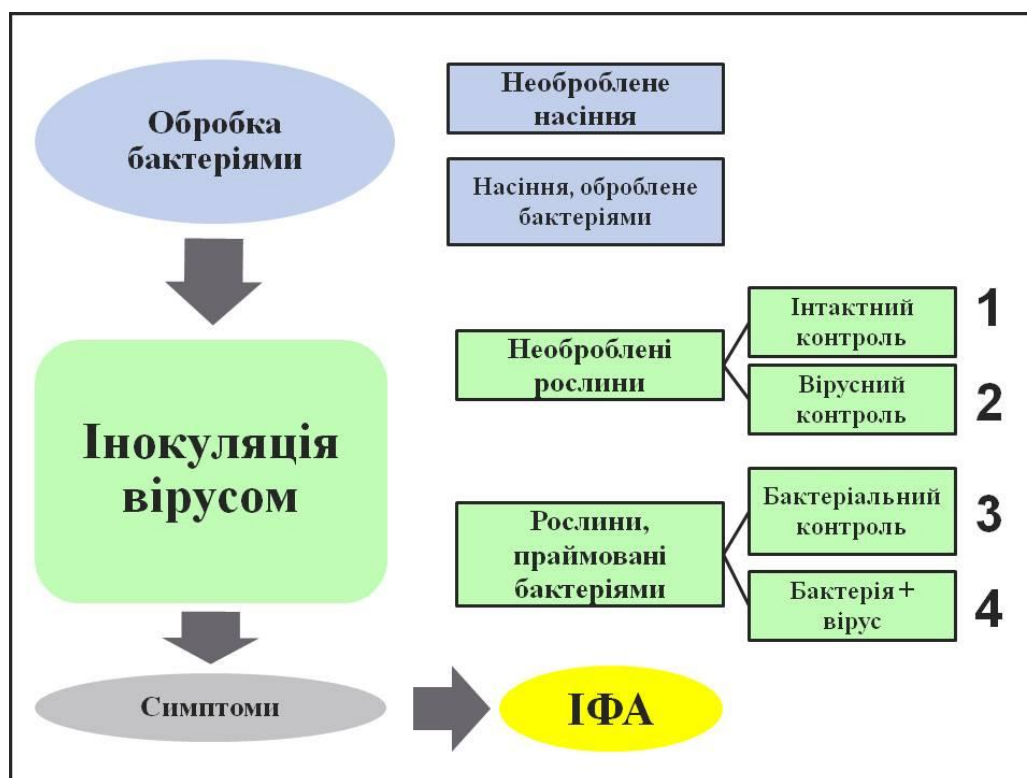 Обробка
бактеріями
Необроблене
насіння
Насіння, оброблене
бактеріями
Інокуляція
вірусом
Необроблені
рослини
Інтактний
контроль
1
Вірусний
контроль
2
Рослини,
праймовані
бактеріями
Бактеріальний
контроль
3
Бактерія +
вірус
4
Симптоми
ІФА